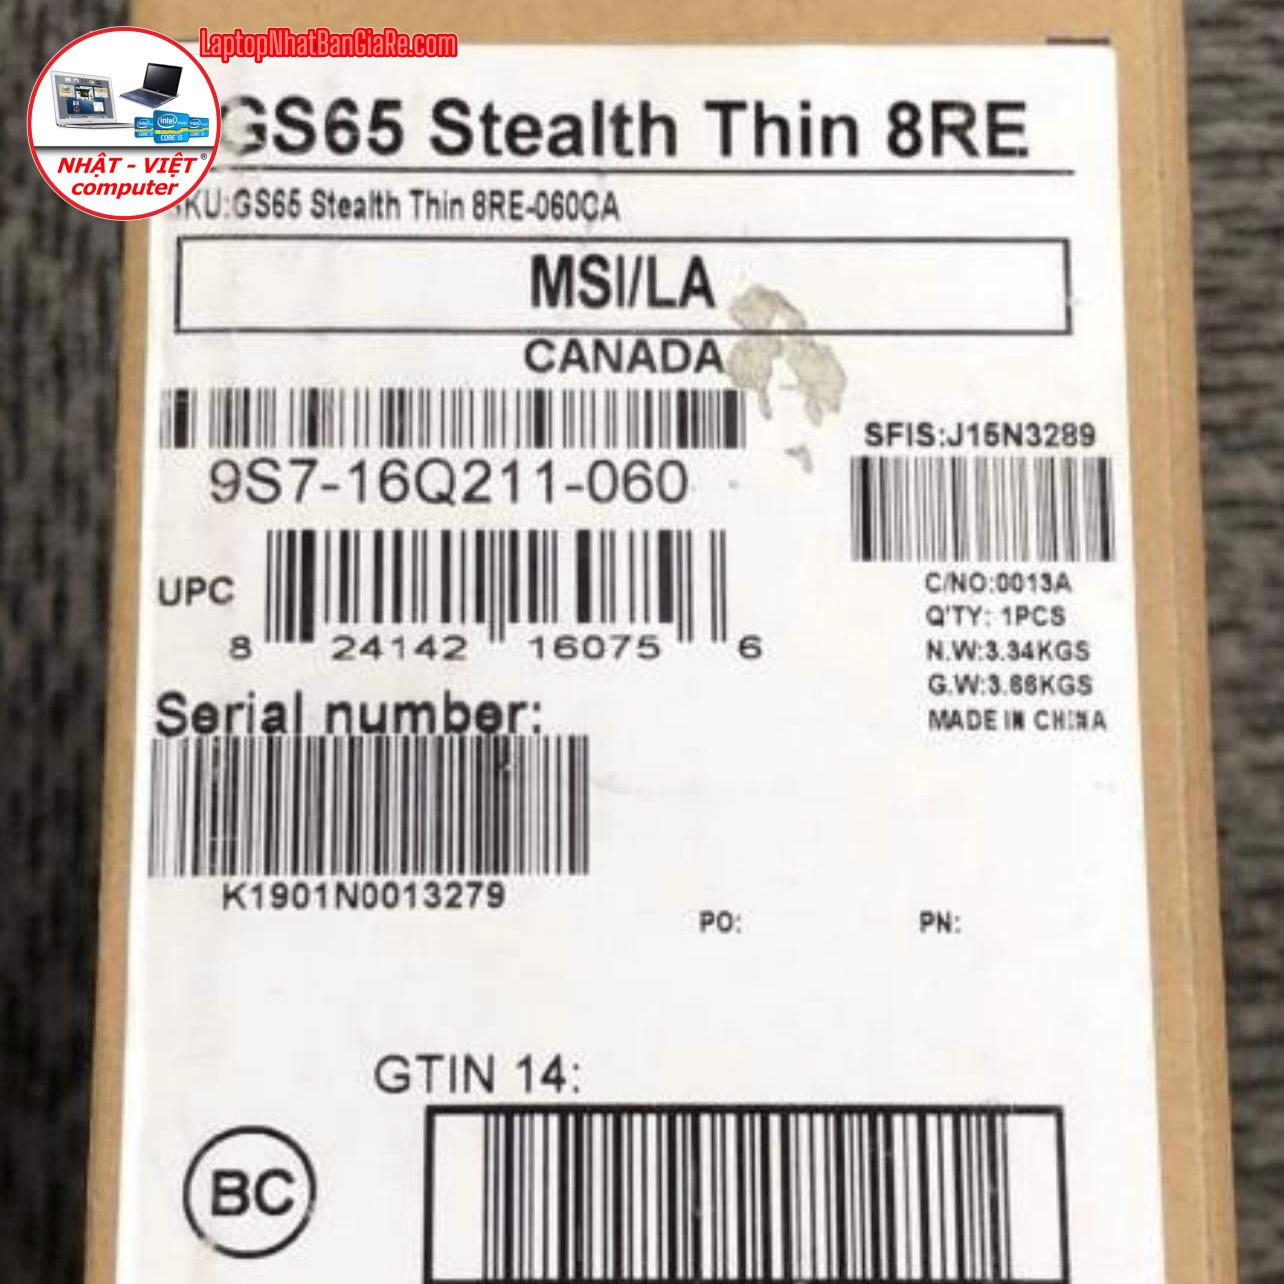 LaptopNhatBanGiaRe.com
NHẬT - VIỆT®
computer
GS65 Stealth Thin 8RE
KU:GS65 Stealth Thin 8RE-060CA
MSI/LA
CANADA
9S7-16Q211-060
SFIS:J15N3289
UPC
8 24142 16075 6
C/NO:0013A
Q'TY: 1PCS
N.W:3.34KGS
G.W:3.66KGS
MADE IN CHINA
Serial number:
K1901N0013279
PO: PN:
GTIN 14:
BC